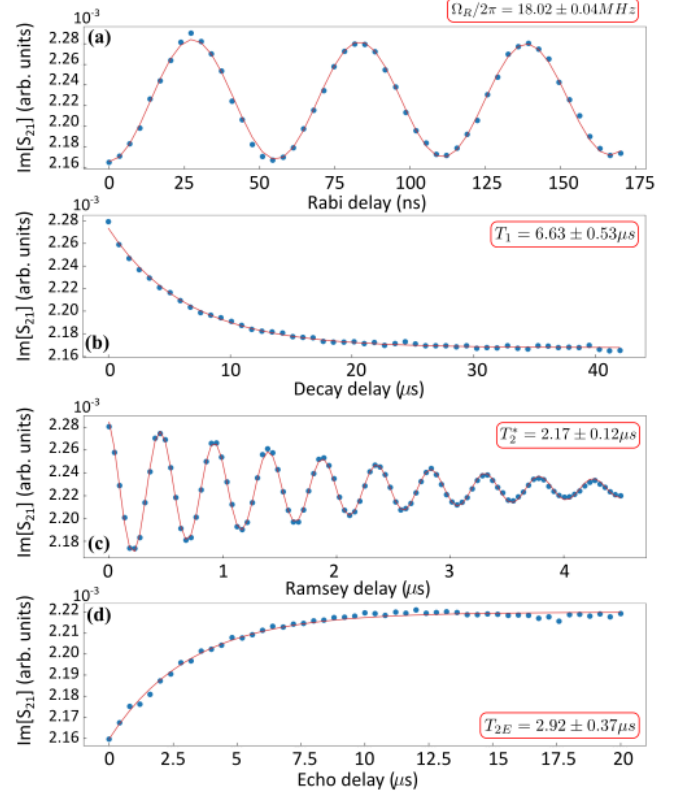 Ω_R/2π = 18.02 ± 0.04MHz
10⁻³
(a)
Im[S₂₁] (arb. units)
2.28
2.26
2.24
2.22
2.20
2.18
2.16
0 25 50 75 100 125 150 175
Rabi delay (ns)
10⁻³
T₁ = 6.63 ± 0.53μs
(b)
Im[S₂₁] (arb. units)
2.28
2.26
2.24
2.22
2.20
2.18
2.16
0 10 20 30 40
Decay delay (μs)
10⁻³
T₂* = 2.17 ± 0.12μs
(c)
Im[S₂₁] (arb. units)
2.28
2.26
2.24
2.22
2.20
2.18
0 1 2 3 4
Ramsey delay (μs)
10⁻³
(d)
Im[S₂₁] (arb. units)
2.22
2.21
2.20
2.19
2.18
2.17
2.16
T₂E = 2.92 ± 0.37μs
0 2.5 5.0 7.5 10 12.5 15 17.5 20
Echo delay (μs)